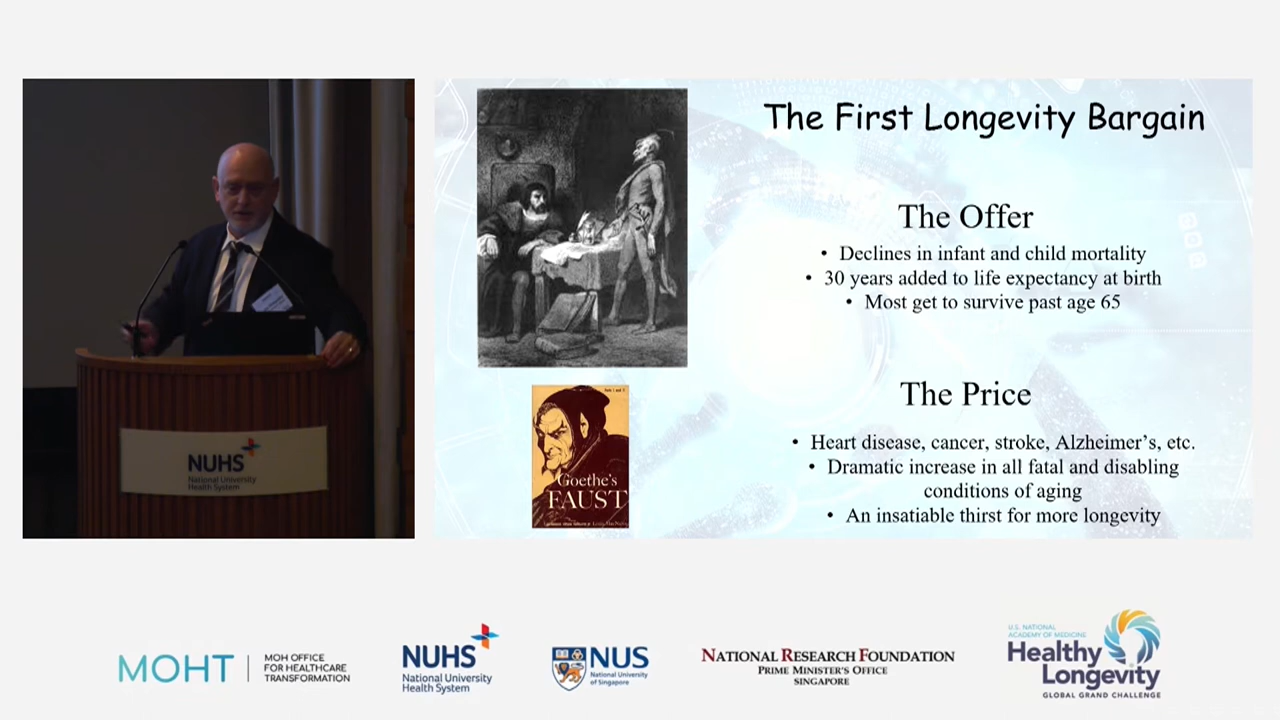 The First Longevity Bargain
The Offer
• Declines in infant and child mortality
• 30 years added to life expectancy at birth
• Most get to survive past age 65
The Price
• Heart disease, cancer, stroke, Alzheimer's, etc.
• Dramatic increase in all fatal and disabling
conditions of aging
• An insatiable thirst for more longevity
Goethe's
FAUST
NUHS
National University
Health System
MOHT
MOH OFFICE
FOR HEALTHCARE
TRANSFORMATION
NUHS
National University
Health System
NUS
National University
of Singapore
NATIONAL RESEARCH FOUNDATION
PRIME MINISTER'S OFFICE
SINGAPORE
U.S. NATIONAL
ACADEMY OF MEDICINE
Healthy
Longevity
GLOBAL GRAND CHALLENGE